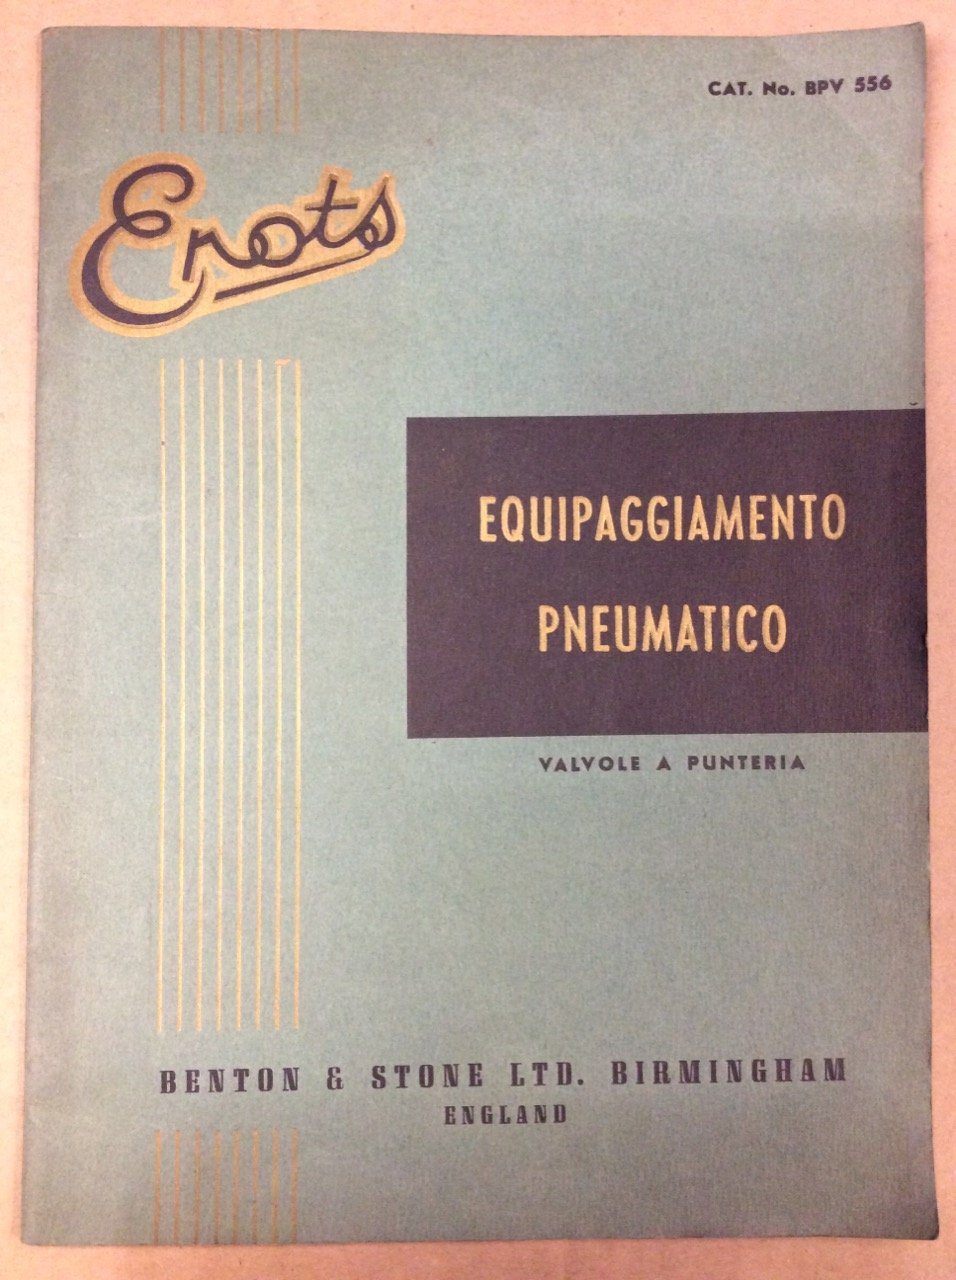 CAT. No. BPV 556
Enots
EQUIPAGGIAMENTO
PNEUMATICO
VALVOLE A PUNTERIA
BENTON & STONE LTD. BIRMINGHAM
ENGLAND